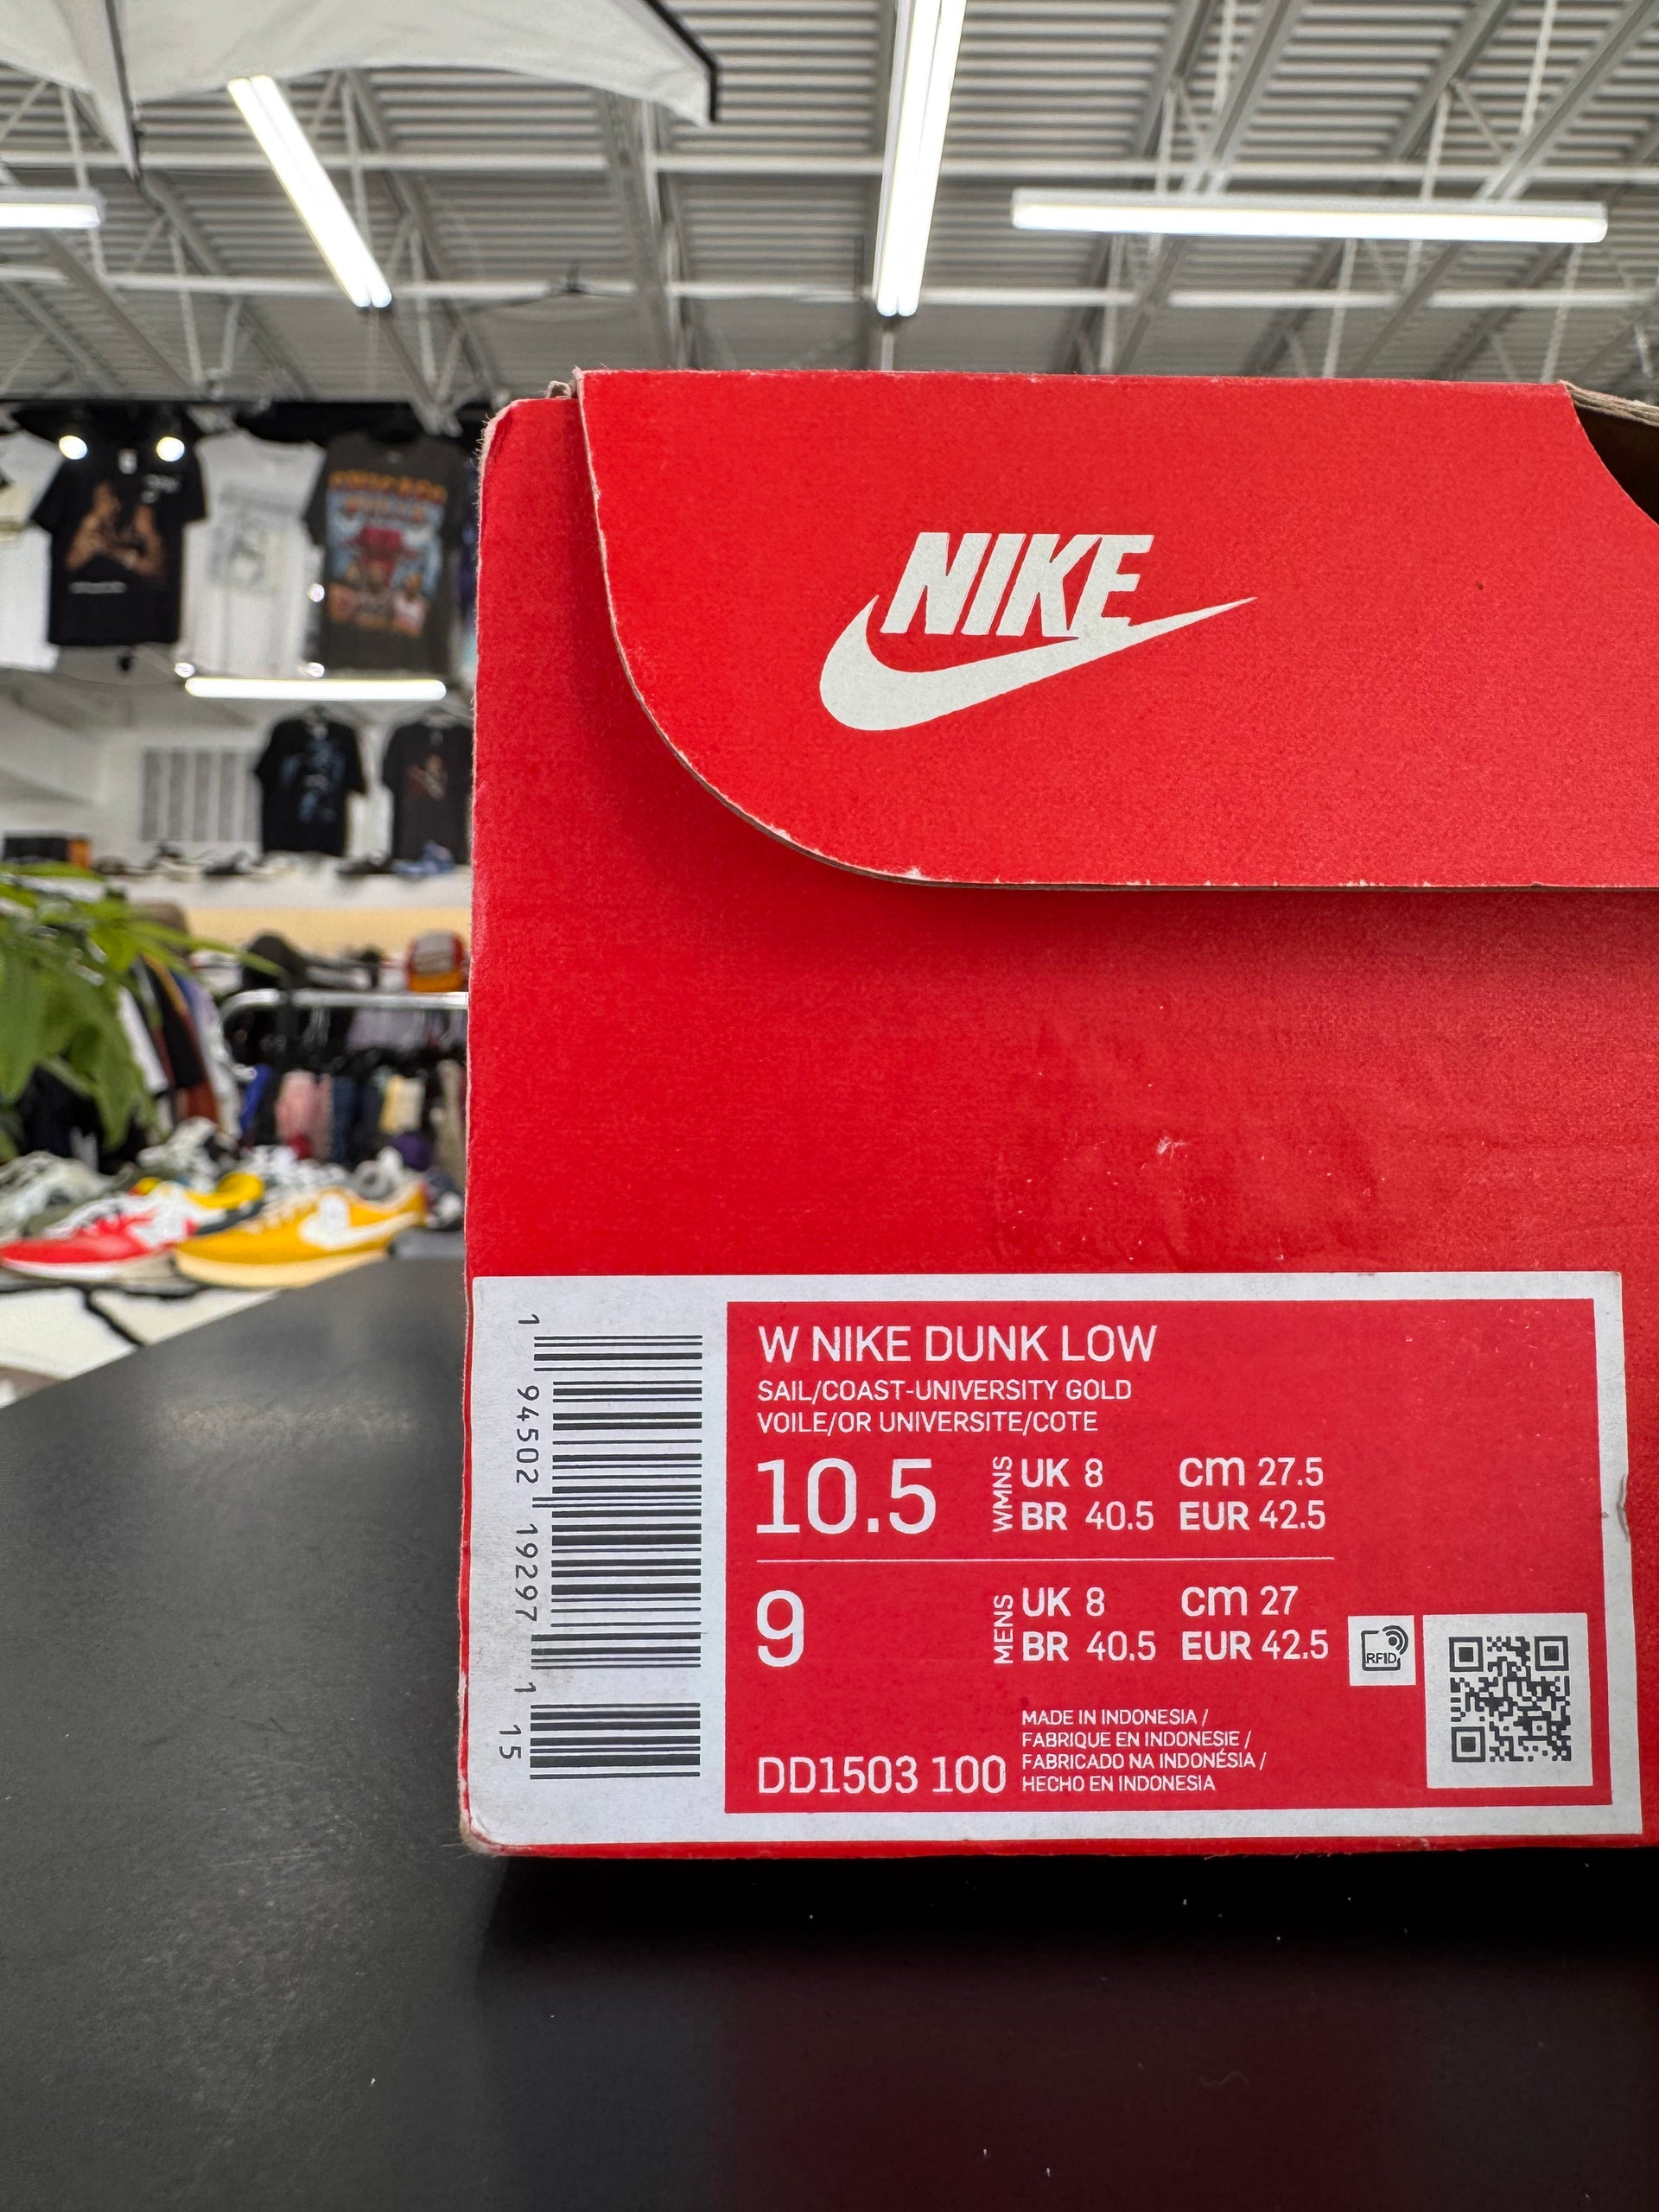 NIKE
W NIKE DUNK LOW
SAIL/COAST-UNIVERSITY GOLD
VOILE/OR UNIVERSITE/COTE
10.5 WMNS UK 8 cm 27.5
BR 40.5 EUR 42.5
9 MENS UK 8 cm 27
BR 40.5 EUR 42.5
RFID
MADE IN INDONESIA /
FABRIQUE EN INDONESIE /
FABRICADO NA INDONÉSIA /
HECHO EN INDONESIA
DD1503 100
1 94502 19297 1 15